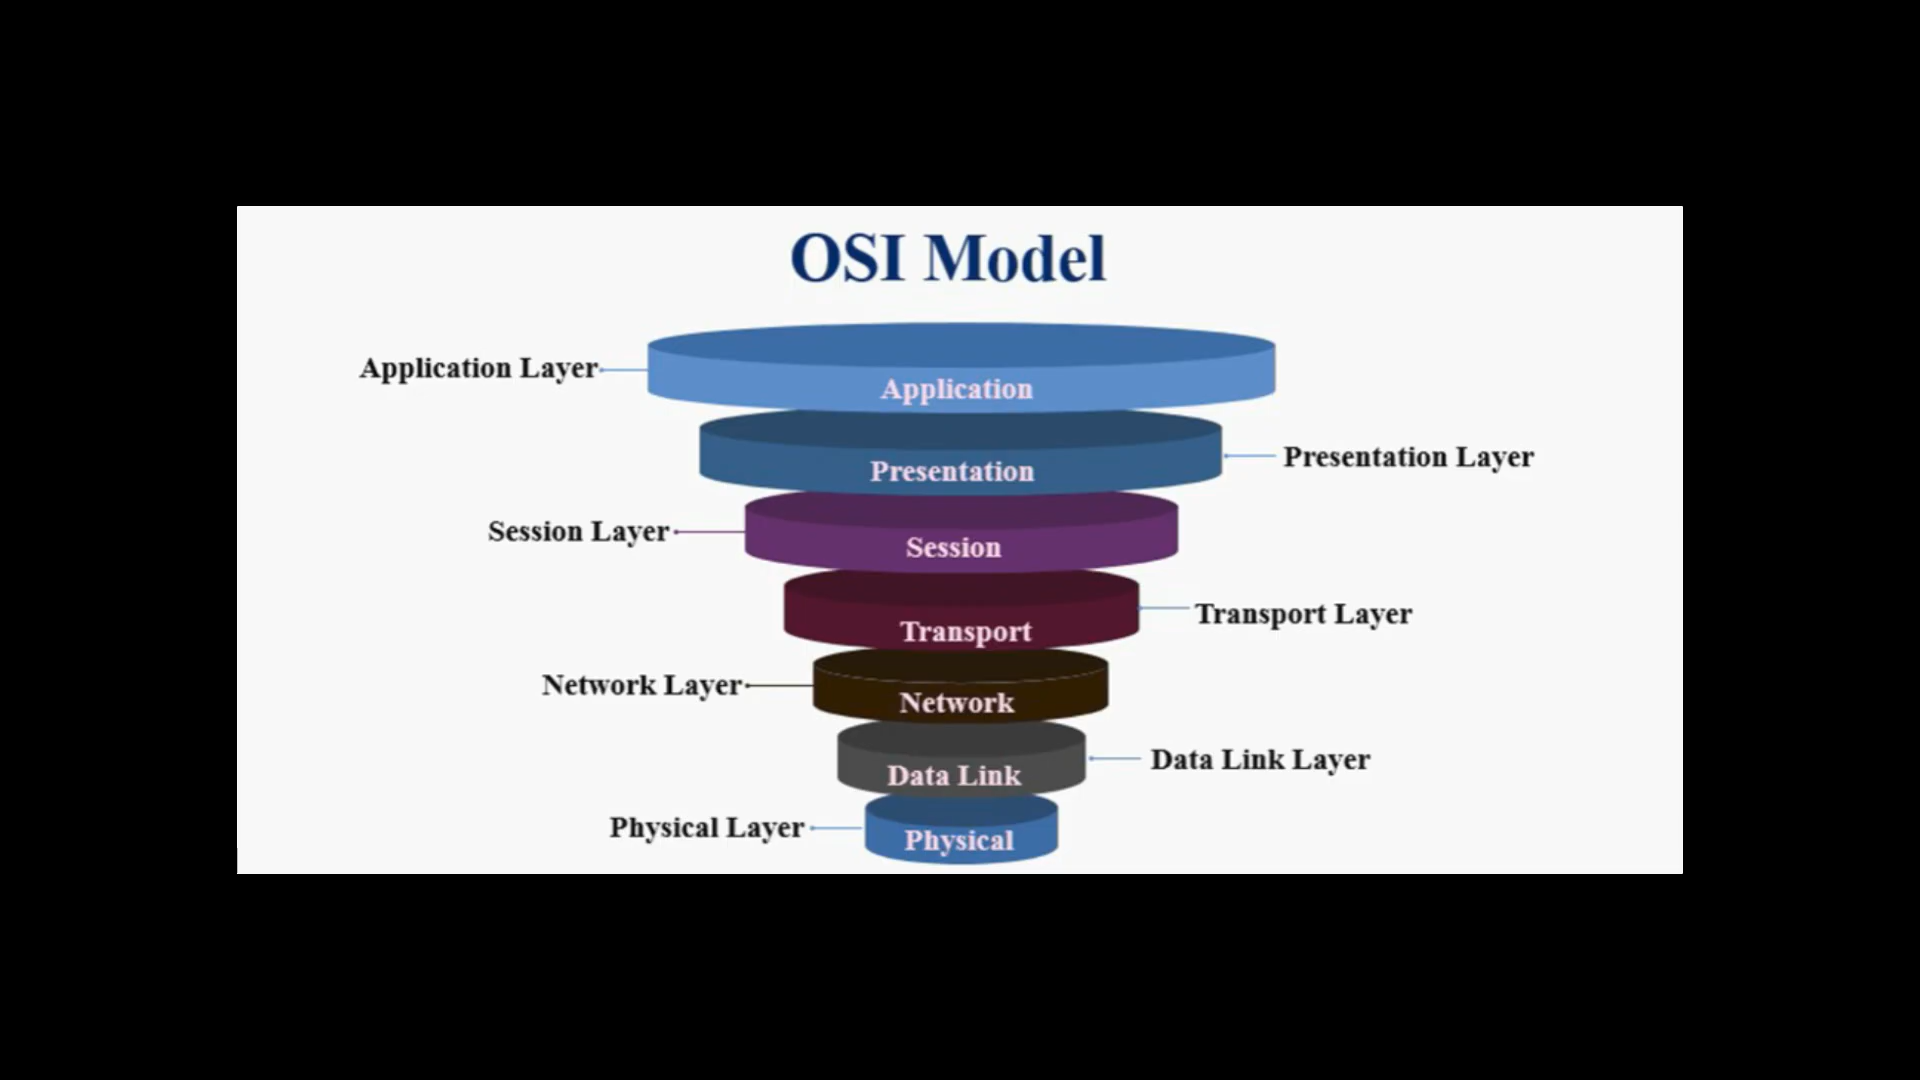 OSI Model
Application Layer
Application
Presentation
Presentation Layer
Session Layer
Session
Transport
Transport Layer
Network Layer
Network
Data Link
Data Link Layer
Physical Layer
Physical